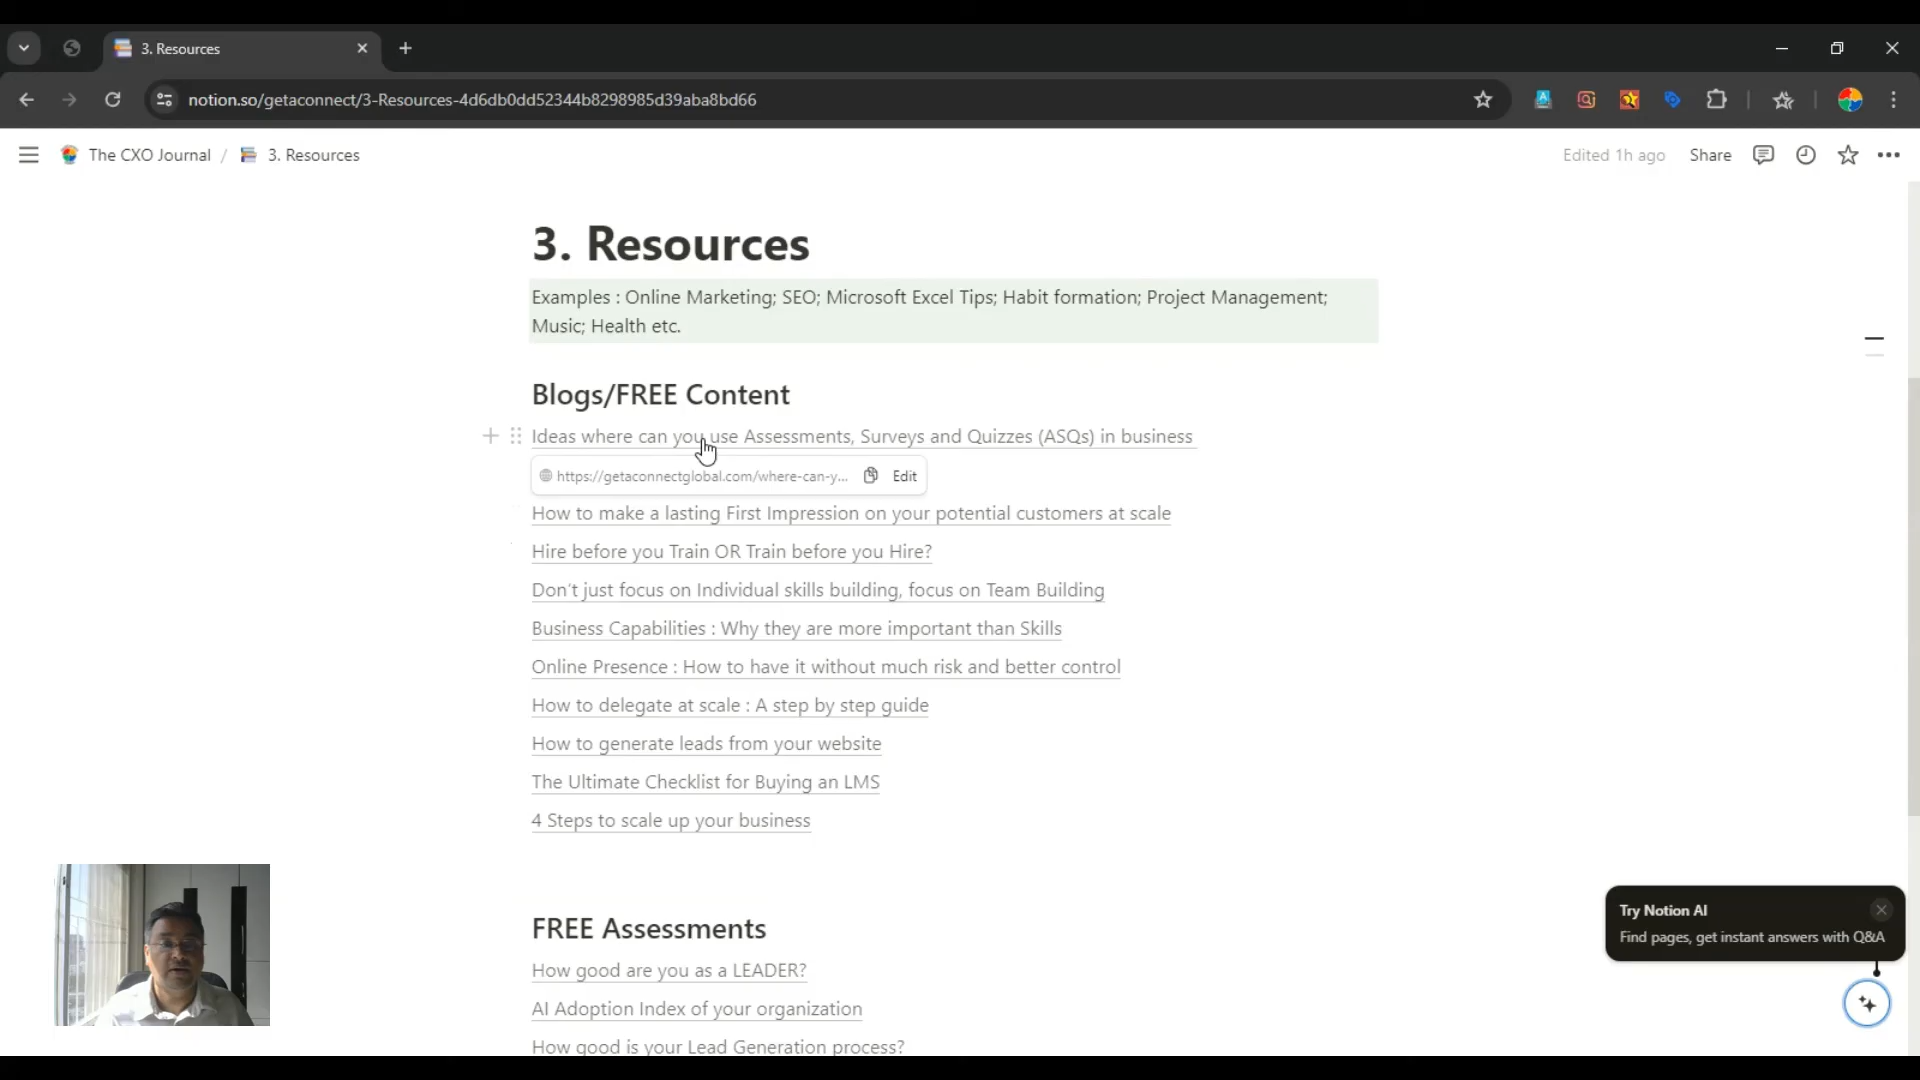 3. Resources
notion.so/getaconnect/3-Resources-4d6db0dd52344b8298985d39aba8bd66
The CXO Journal / 3. Resources
Edited 1h ago Share
3. Resources
Examples : Online Marketing; SEO; Microsoft Excel Tips; Habit formation; Project Management;
Music; Health etc.
Blogs/FREE Content
Ideas where can you use Assessments, Surveys and Quizzes (ASQs) in business
https://getaconnectglobal.com/where-can-y... Edit
How to make a lasting First Impression on your potential customers at scale
Hire before you Train OR Train before you Hire?
Don't just focus on Individual skills building, focus on Team Building
Business Capabilities : Why they are more important than Skills
Online Presence : How to have it without much risk and better control
How to delegate at scale : A step by step guide
How to generate leads from your website
The Ultimate Checklist for Buying an LMS
4 Steps to scale up your business
FREE Assessments
How good are you as a LEADER?
AI Adoption Index of your organization
How good is your Lead Generation process?
Try Notion AI
Find pages, get instant answers with Q&A